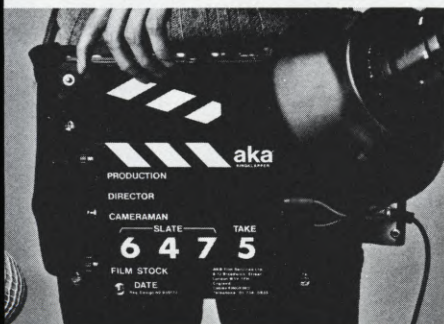 aka
PRODUCTION
DIRECTOR
CAMERAMAN
SLATE TAKE
6 4 7 5
FILM STOCK
DATE